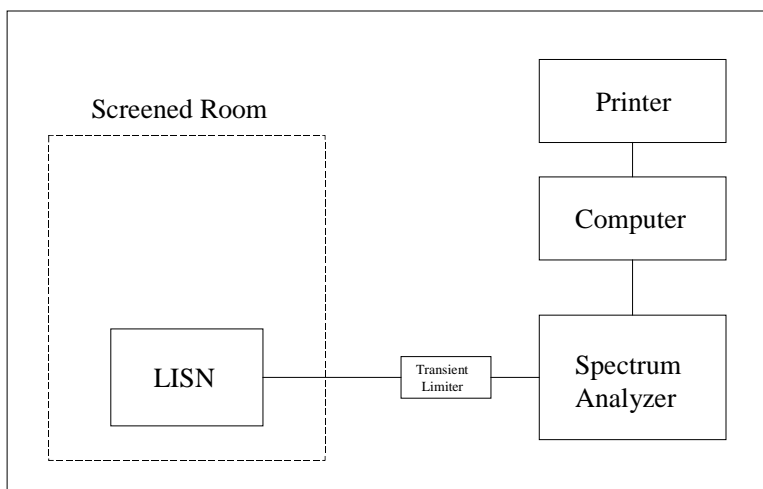 Screened Room
Printer
Computer
LISN
Transient
Limiter
Spectrum
Analyzer